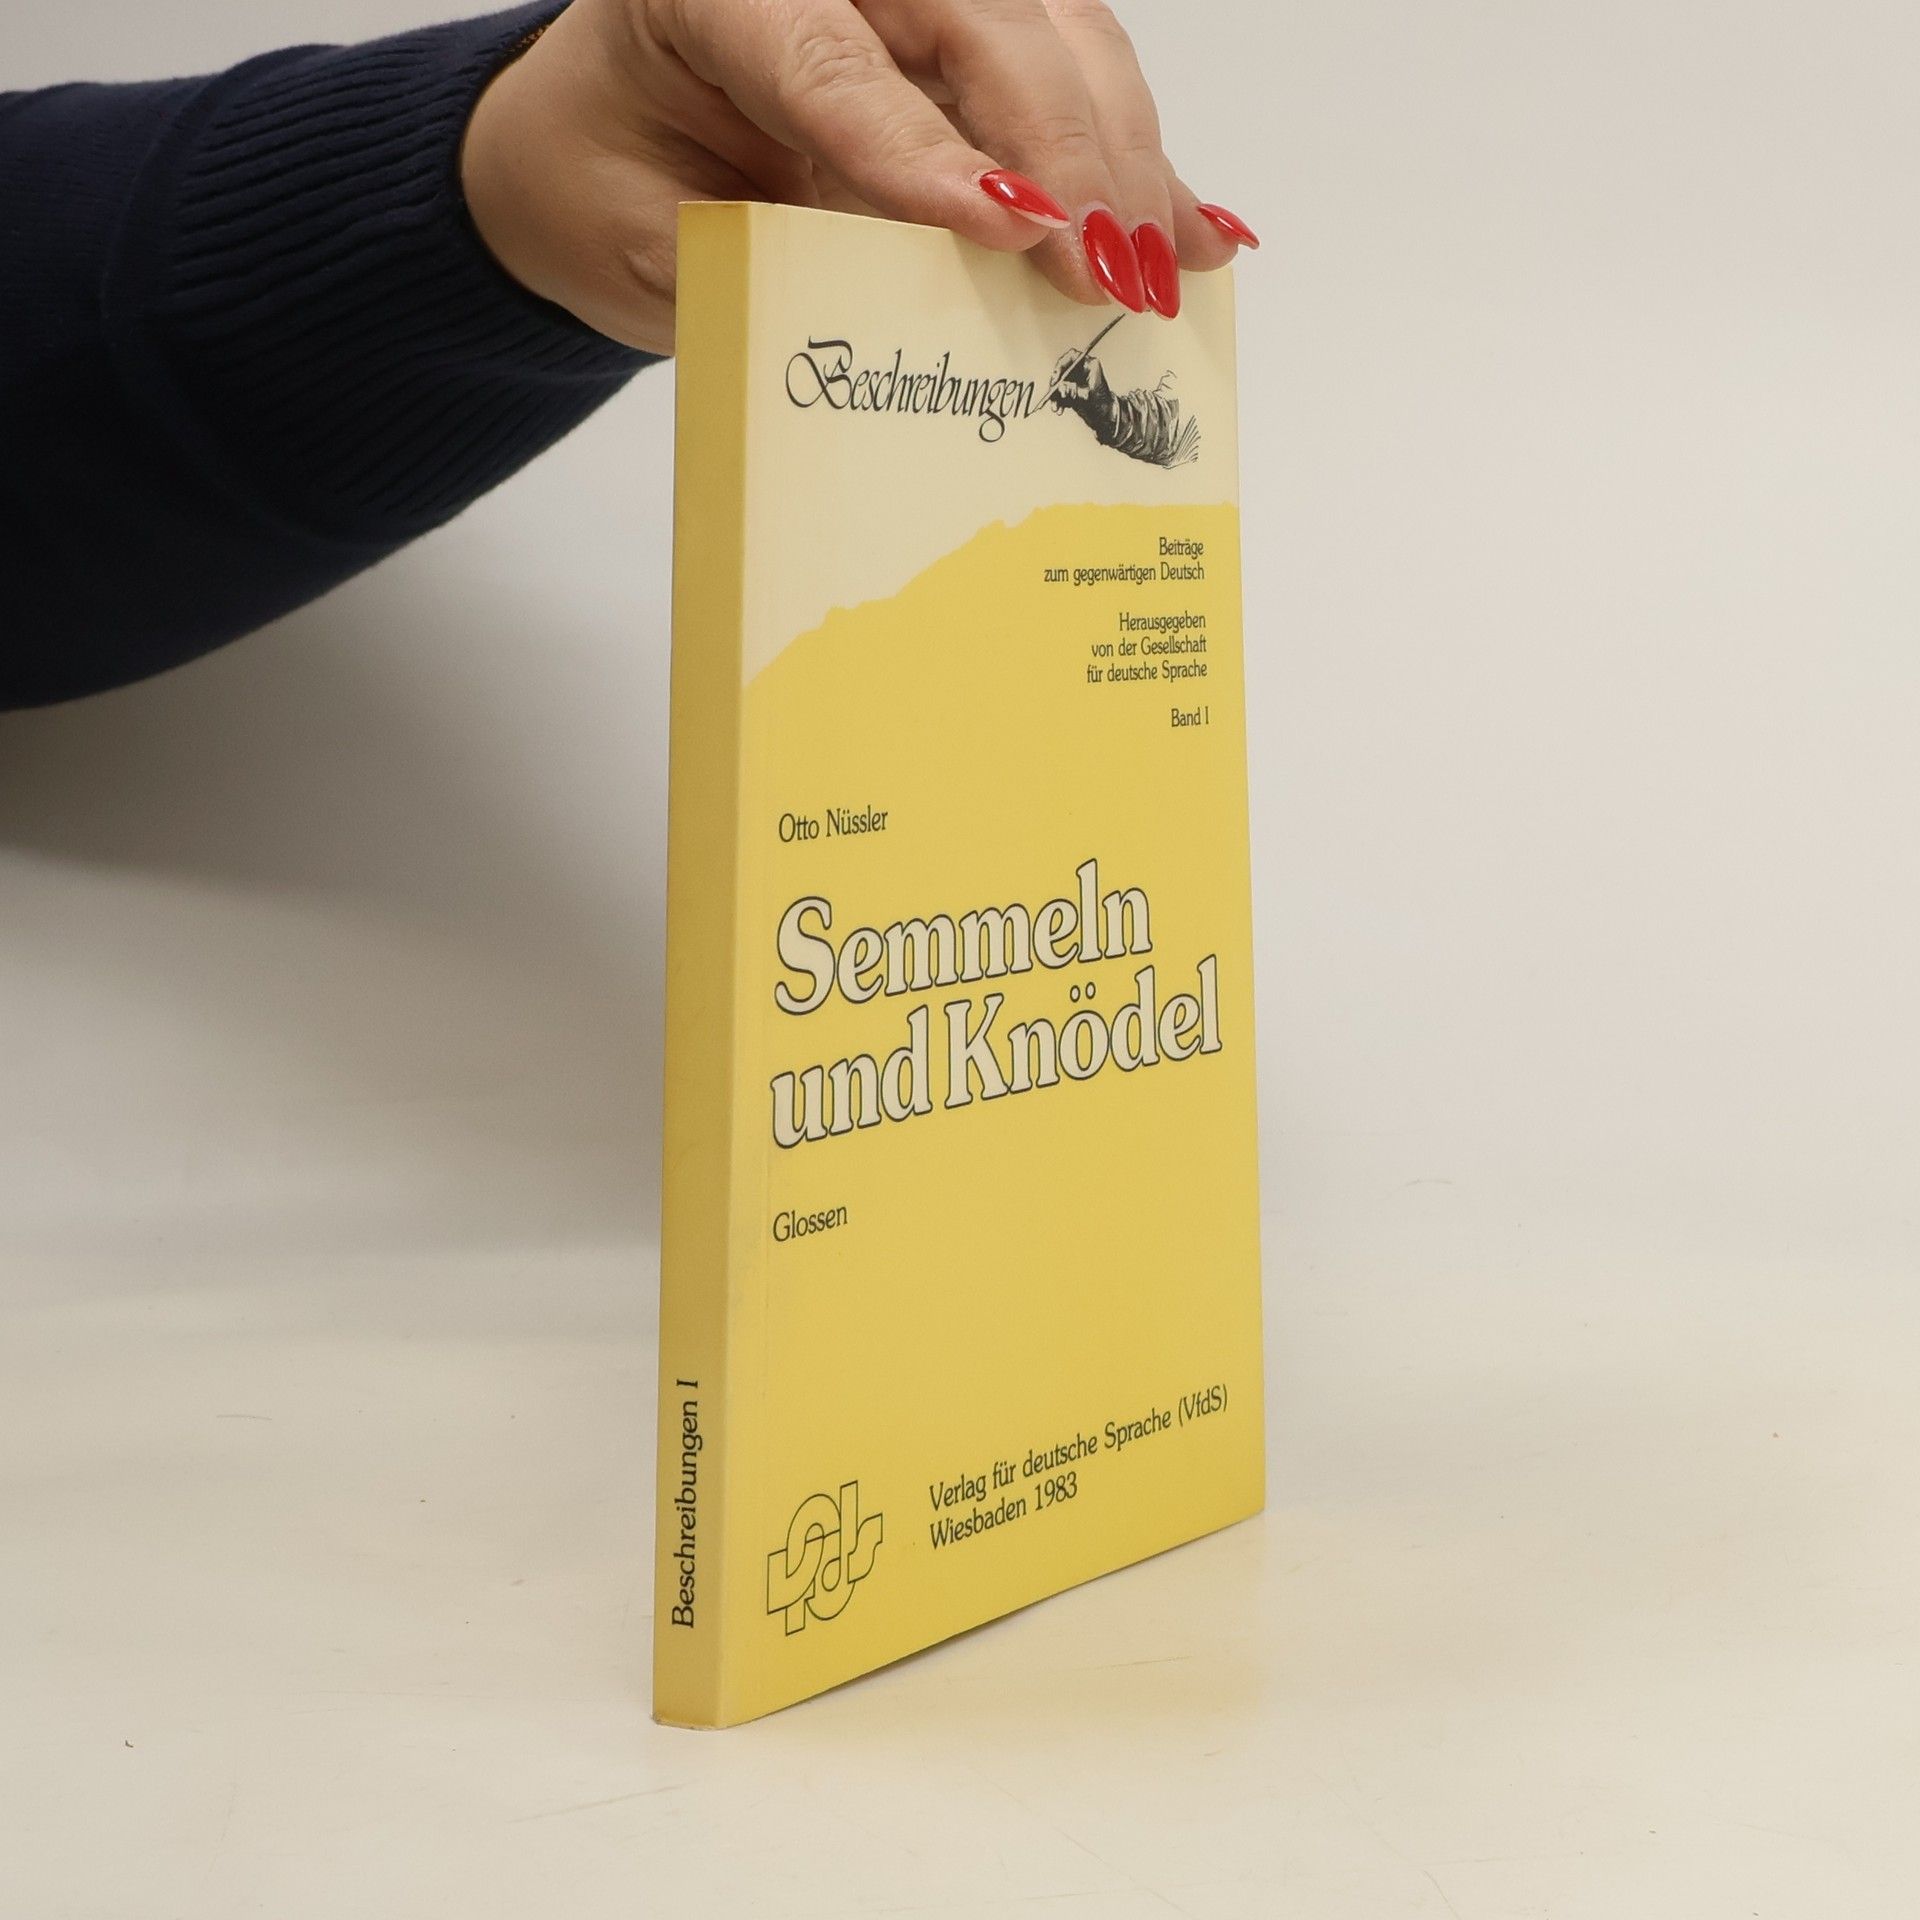 Beschreibungen
Beiträge
zum gegenwärtigen Deutsch
Herausgegeben
von der Gesellschaft
für deutsche Sprache
Band I
Otto Nüssler
Semmeln
und Knödel
Glossen
Verlag für deutsche Sprache (VfdS)
Wiesbaden 1983
VfdS
Beschreibungen I